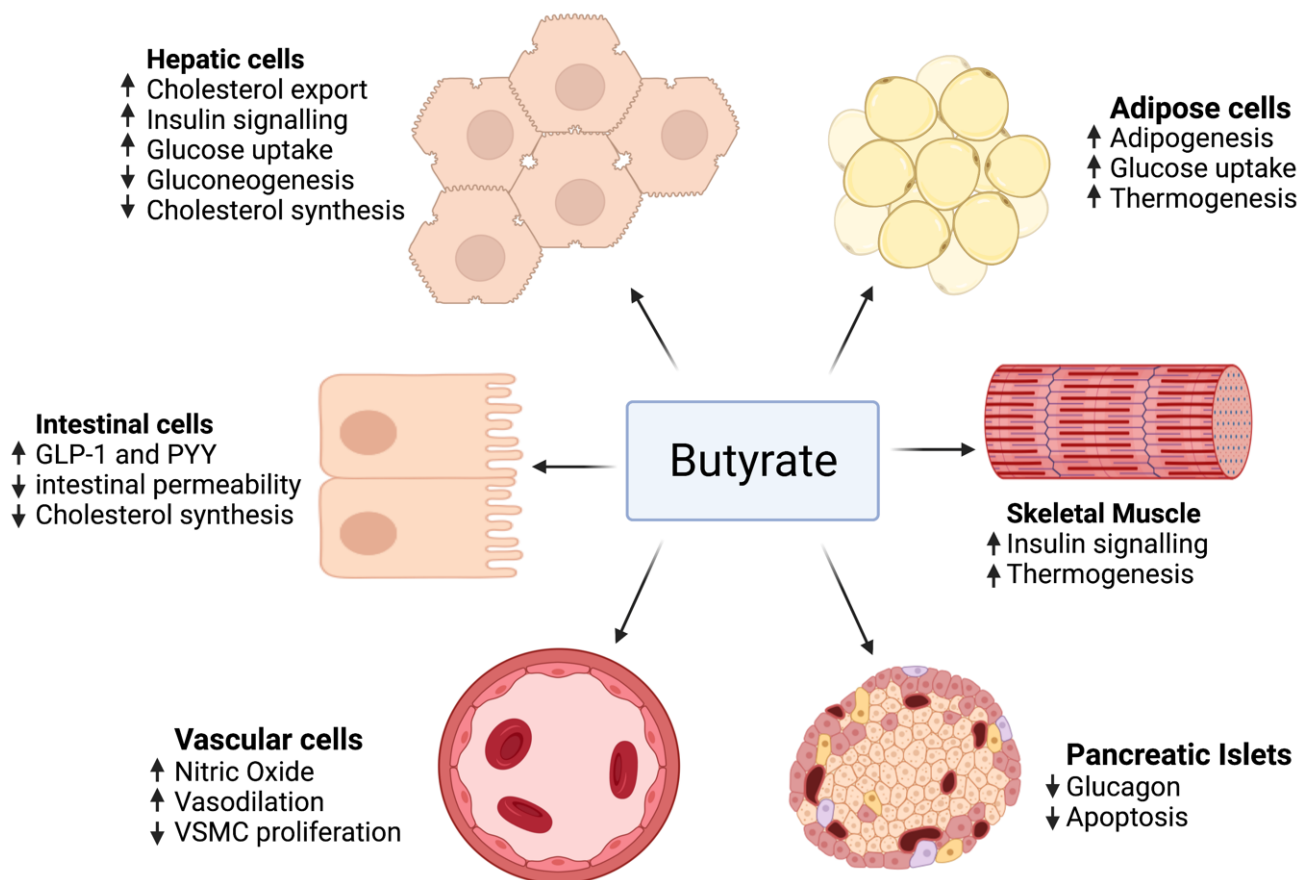 Hepatic cells
↑ Cholesterol export
↑ Insulin signalling
↑ Glucose uptake
↓ Gluconeogenesis
↓ Cholesterol synthesis
Adipose cells
↑ Adipogenesis
↑ Glucose uptake
↑ Thermogenesis
Intestinal cells
↑ GLP-1 and PYY
↓ intestinal permeability
↓ Cholesterol synthesis
Butyrate
Skeletal Muscle
↑ Insulin signalling
↑ Thermogenesis
Vascular cells
↑ Nitric Oxide
↑ Vasodilation
↓ VSMC proliferation
Pancreatic Islets
↓ Glucagon
↓ Apoptosis